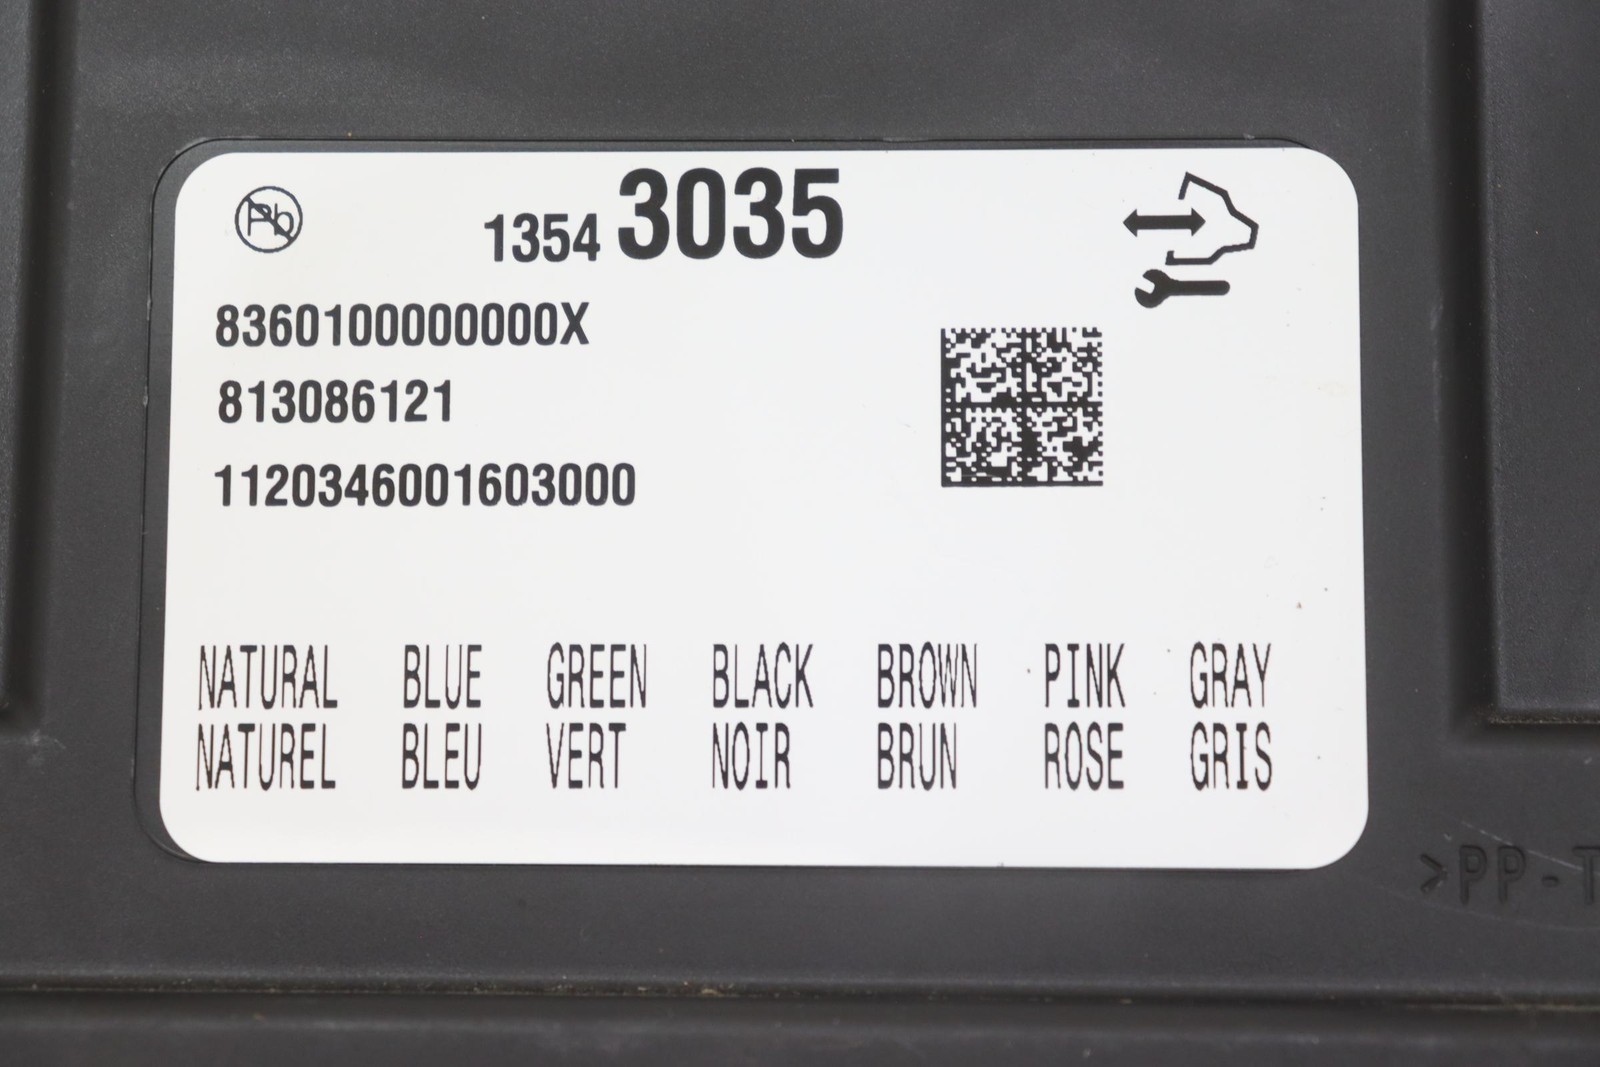 Pb
1354 3035
8360100000000X
813086121
1120346001603000
NATURAL BLUE GREEN BLACK BROWN PINK GRAY
NATUREL BLEU VERT NOIR BRUN ROSE GRIS
>PP-T